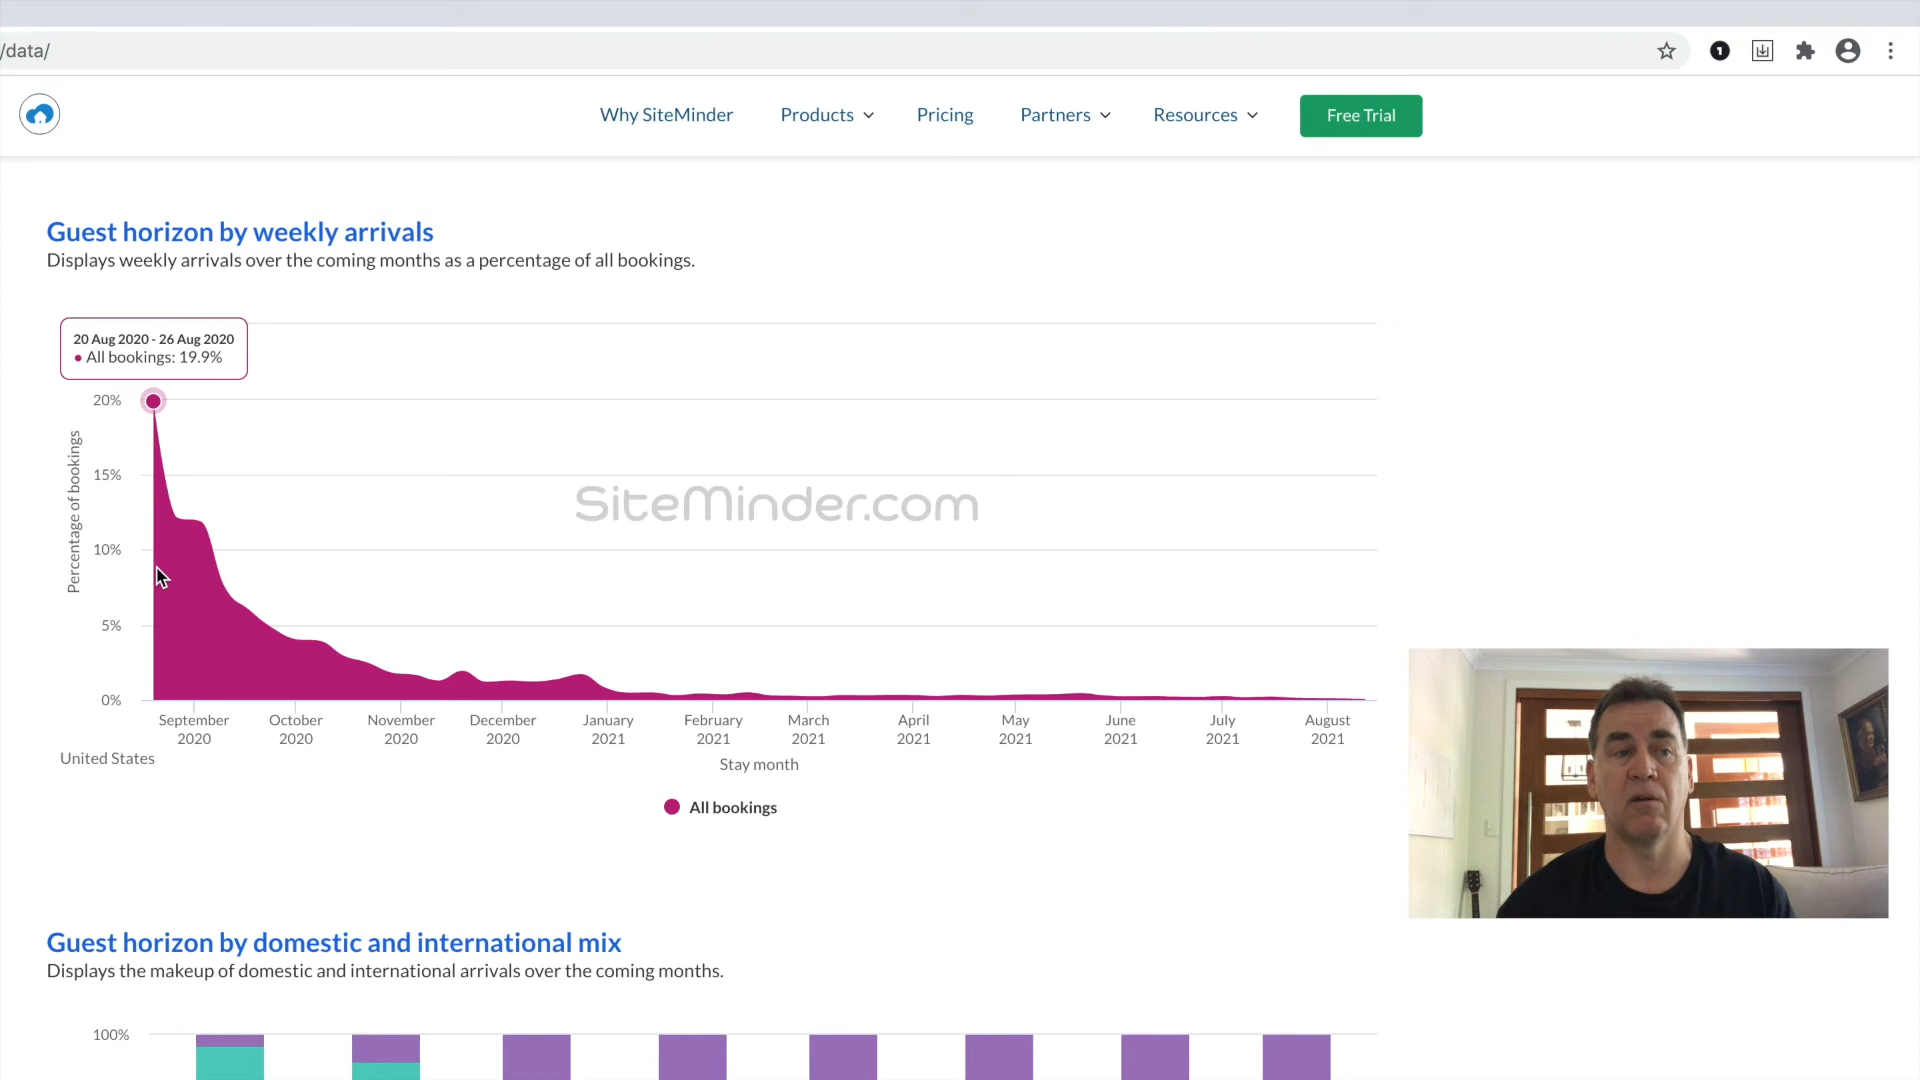 /data/
1
Why SiteMinder
Products
Pricing
Partners
Resources
Free Trial
Guest horizon by weekly arrivals
Displays weekly arrivals over the coming months as a percentage of all bookings.
20 Aug 2020 - 26 Aug 2020
● All bookings: 19.9%
20%
15%
10%
5%
0%
Percentage of bookings
SiteMinder.com
September
2020
October
2020
November
2020
December
2020
January
2021
February
2021
March
2021
April
2021
May
2021
June
2021
July
2021
August
2021
United States
Stay month
All bookings
Guest horizon by domestic and international mix
Displays the makeup of domestic and international arrivals over the coming months.
100%